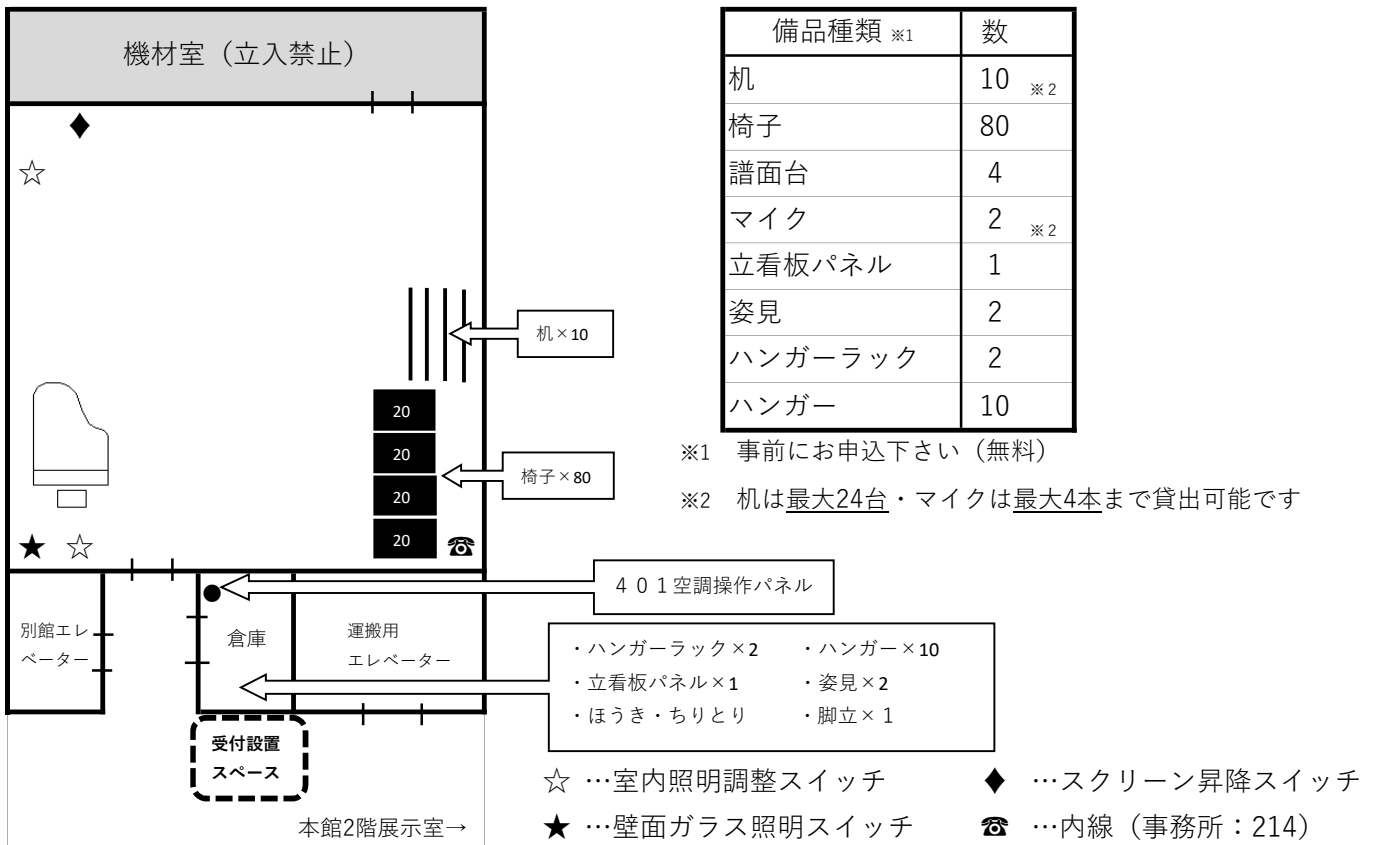 機材室（立入禁止）
♦
☆
机×10
20
20
20
20
椅子×80
★ ☆
☎
401空調操作パネル
別館エレ
ベーター
倉庫
運搬用
エレベーター
・ハンガーラック×2 ・ハンガー×10
・立看板パネル×1 ・姿見×2
・ほうき・ちりとり ・脚立×1
受付設置
スペース
本館2階展示室→
備品種類 ※1 数
机 10 ※2
椅子 80
譜面台 4
マイク 2 ※2
立看板パネル 1
姿見 2
ハンガーラック 2
ハンガー 10
※1 事前にお申込下さい（無料）
※2 机は最大24台・マイクは最大4本まで貸出可能です
☆ …室内照明調整スイッチ ♦ …スクリーン昇降スイッチ
★ …壁面ガラス照明スイッチ ☎ …内線（事務所：214）